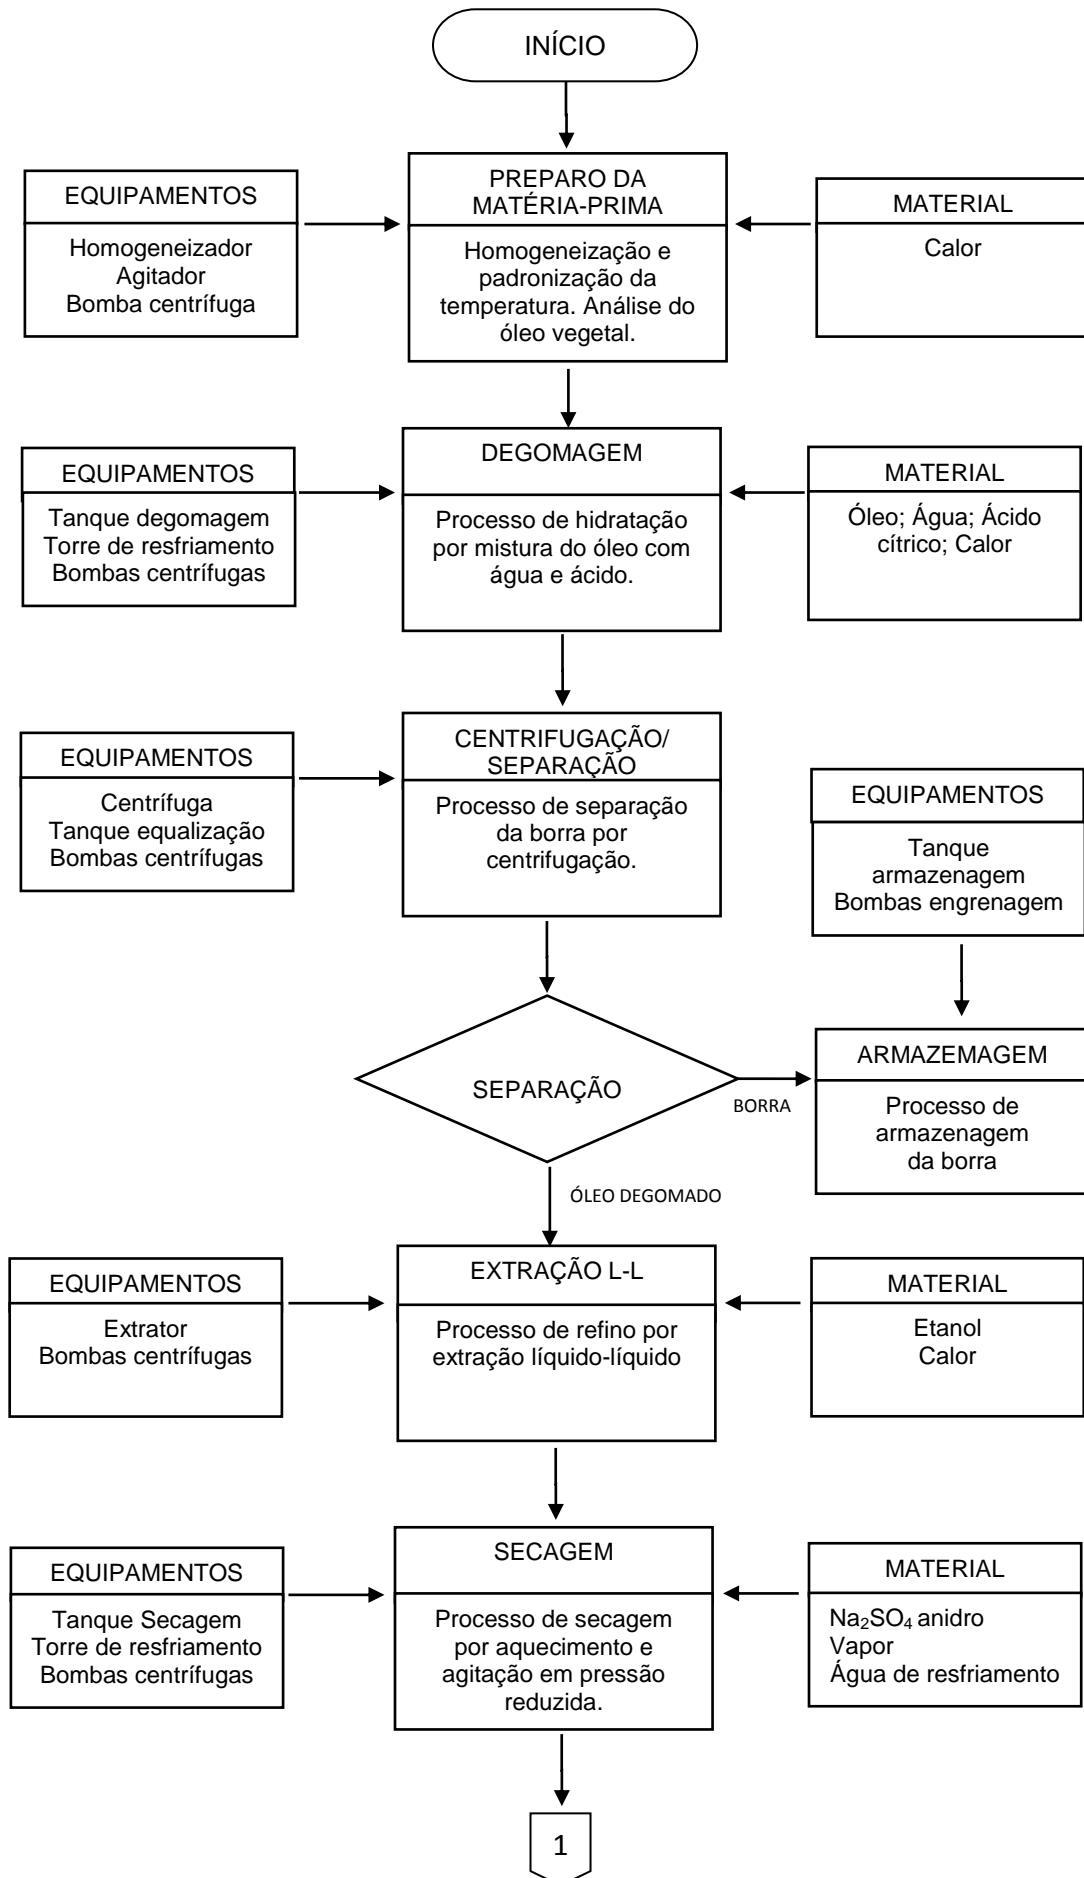 INÍCIO
EQUIPAMENTOS
Homogeneizador
Agitador
Bomba centrífuga
PREPARO DA
MATÉRIA-PRIMA
Homogeneização e
padronização da
temperatura. Análise do
óleo vegetal.
MATERIAL
Calor
EQUIPAMENTOS
Tanque degomagem
Torre de resfriamento
Bombas centrífugas
DEGOMAGEM
Processo de hidratação
por mistura do óleo com
água e ácido.
MATERIAL
Óleo; Água; Ácido
cítrico; Calor
EQUIPAMENTOS
Centrífuga
Tanque equalização
Bombas centrífugas
CENTRIFUGAÇÃO/
SEPARAÇÃO
Processo de separação
da borra por
centrifugação.
EQUIPAMENTOS
Tanque
armazenagem
Bombas engrenagem
SEPARAÇÃO
BORRA
ARMAZEMAGEM
Processo de
armazenagem
da borra
ÓLEO DEGOMADO
EQUIPAMENTOS
Extrator
Bombas centrífugas
EXTRAÇÃO L-L
Processo de refino por
extração líquido-líquido
MATERIAL
Etanol
Calor
EQUIPAMENTOS
Tanque Secagem
Torre de resfriamento
Bombas centrífugas
SECAGEM
Processo de secagem
por aquecimento e
agitação em pressão
reduzida.
MATERIAL
Na₂SO₄ anidro
Vapor
Água de resfriamento
1